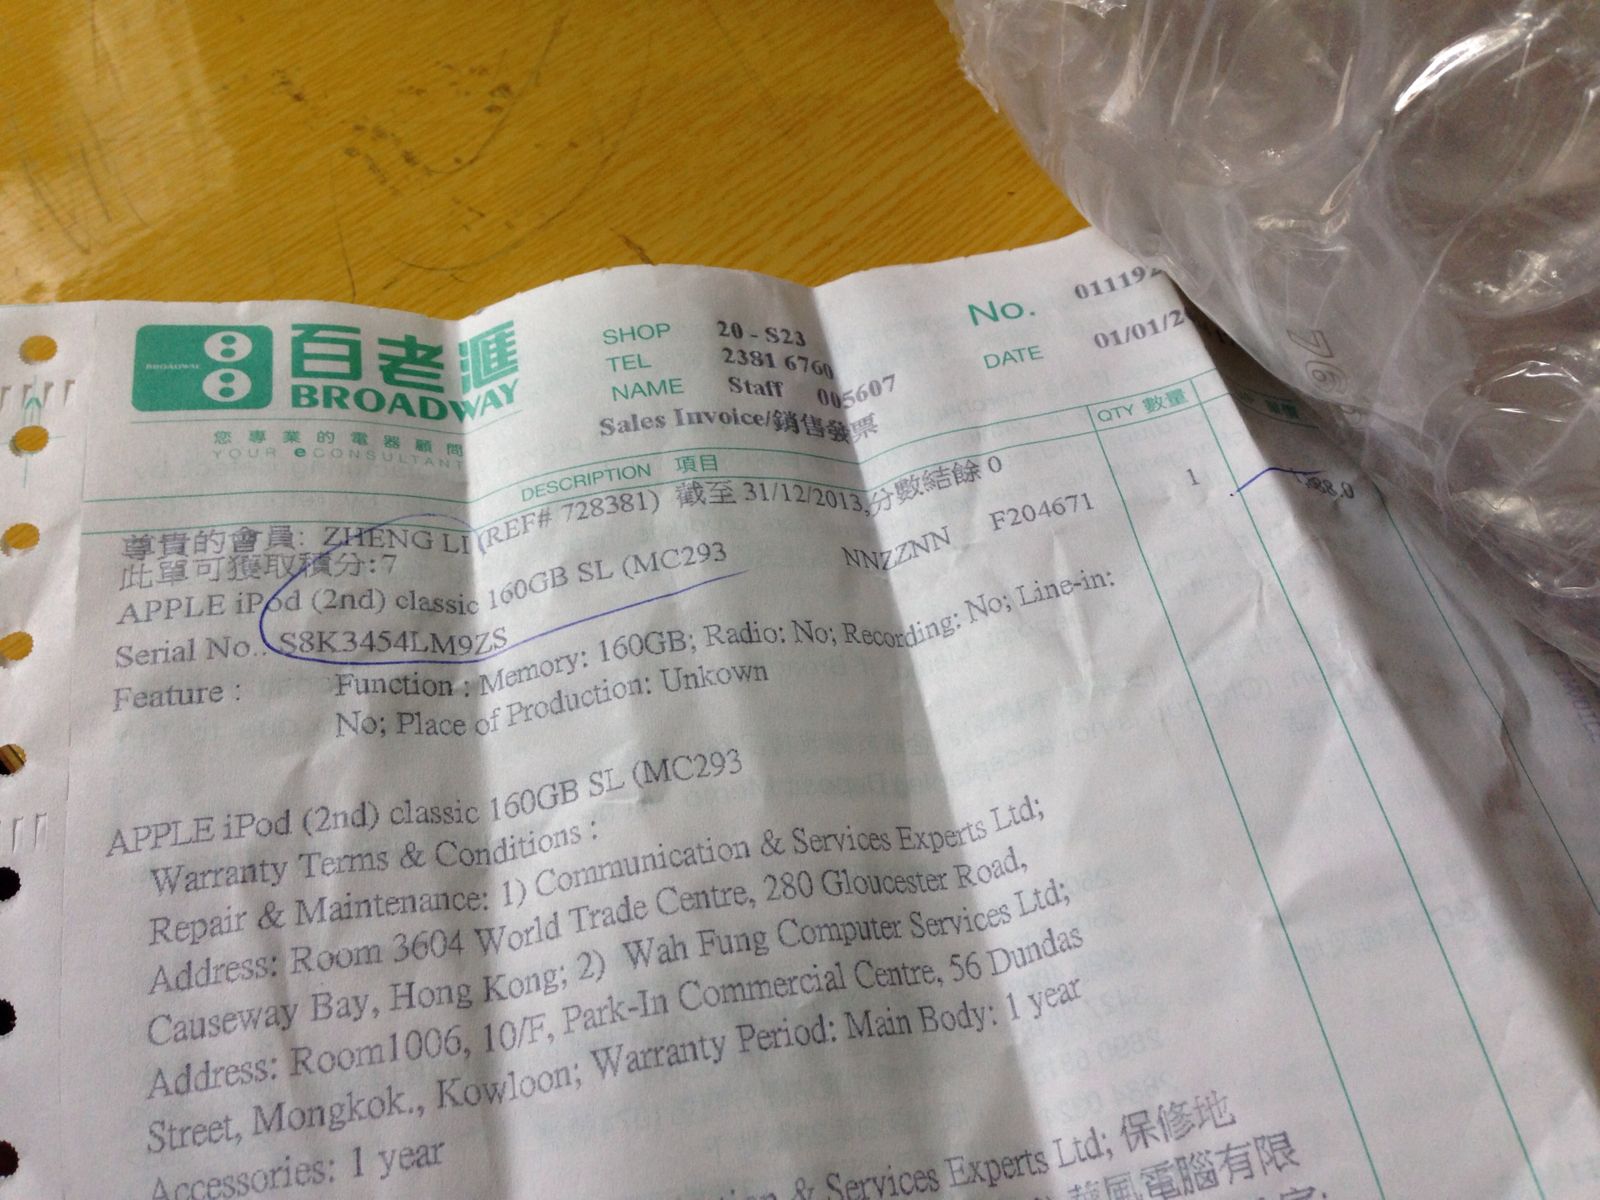 BROADWAY
百老滙
BROADWAY
您專業的電器顧問
YOUR eCONSULTANT
SHOP 20 - S23
TEL 2381 6760
NAME Staff 005607
Sales Invoice/銷售發票
No. 011192
DATE 01/01/2
DESCRIPTION 項目 QTY 數量
尊貴的會員: ZHENG LI (REF# 728381) 截至 31/12/2013,分數結餘 0
此單可獲取積分:7
APPLE iPod (2nd) classic 160GB SL (MC293 NNZZNN F204671 1
Serial No.: S8K3454LM9ZS
Feature : Function : Memory: 160GB; Radio: No; Recording: No; Line-in:
No; Place of Production: Unkown
APPLE iPod (2nd) classic 160GB SL (MC293
Warranty Terms & Conditions :
Repair & Maintenance: 1) Communication & Services Experts Ltd;
Address: Room 3604 World Trade Centre, 280 Gloucester Road,
Causeway Bay, Hong Kong; 2) Wah Fung Computer Services Ltd;
Address: Room1006, 10/F, Park-In Commercial Centre, 56 Dundas
Street, Mongkok., Kowloon; Warranty Period: Main Body: 1 year
Accessories: 1 year
& Services Experts Ltd; 保修地
華風電腦有限